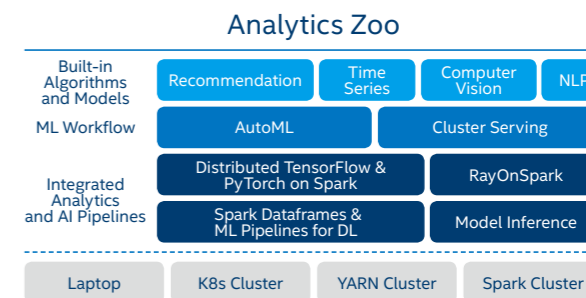 Analytics Zoo
Built-in
Algorithms
and Models
Recommendation
Time
Series
Computer
Vision
NLP
ML Workflow
AutoML
Cluster Serving
Integrated
Analytics
and AI Pipelines
Distributed TensorFlow &
PyTorch on Spark
RayOnSpark
Spark Dataframes &
ML Pipelines for DL
Model Inference
Laptop
K8s Cluster
YARN Cluster
Spark Cluster